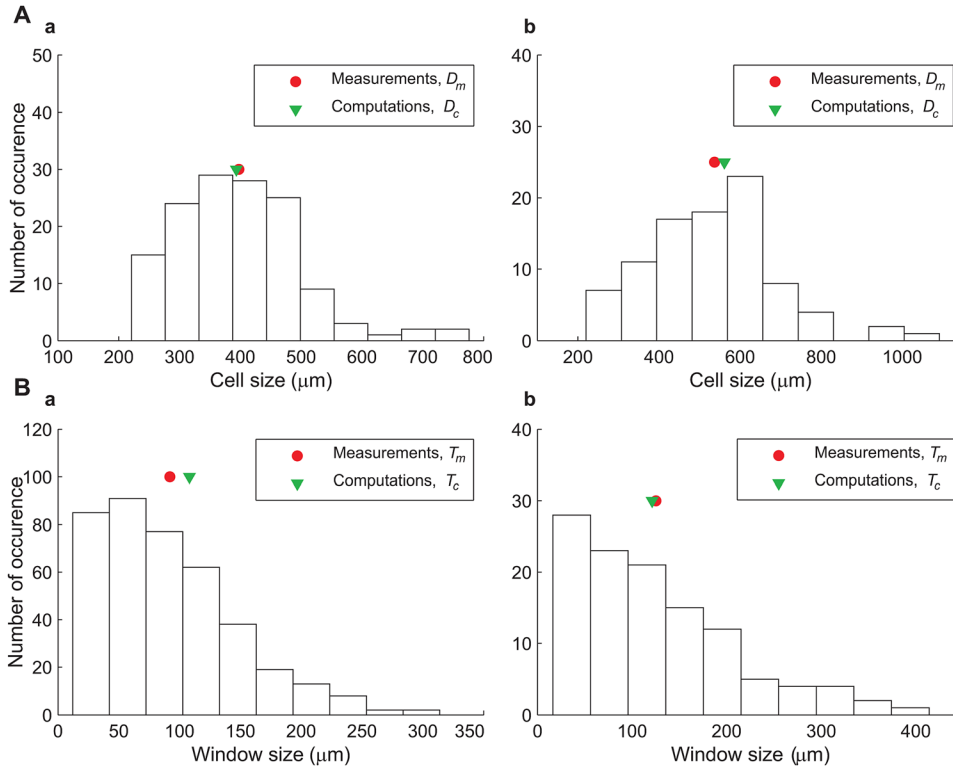 A
a
50
40
30
20
10
0
Number of occurence
Measurements, Dm
Computations, Dc
100 200 300 400 500 600 700 800
Cell size (μm)
b
40
30
20
10
0
Measurements, Dm
Computations, Dc
200 400 600 800 1000
Cell size (μm)
B
a
120
100
80
60
40
20
0
Number of occurence
Measurements, Tm
Computations, Tc
0 50 100 150 200 250 300 350
Window size (μm)
b
40
30
20
10
0
Measurements, Tm
Computations, Tc
0 100 200 300 400
Window size (μm)